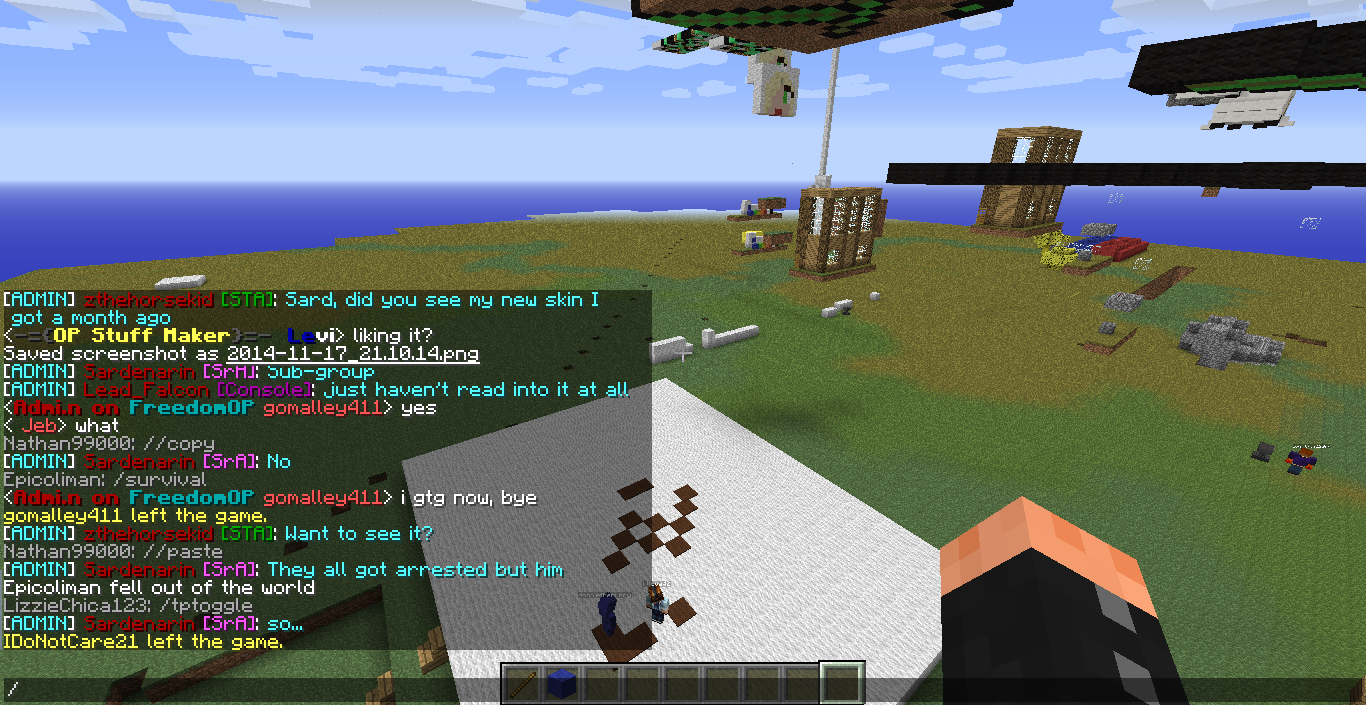 [ADMIN] zthehorsekid [STA]: Sard, did you see my new skin I
got a month ago
<-={OP Stuff Maker}=- Levi> liking it?
Saved screenshot as 2014-11-17_21.10.14.png
[ADMIN] Sardenarin [SrA]: Sub-group
[ADMIN] Lead_Falcon [Console]: just haven't read into it at all
<Admi.n on FreedomOP gomalley411> yes
< Jeb> what
Nathan99000: //copy
[ADMIN] Sardenarin [SrA]: No
Epicoliman: /survival
<Admi.n on FreedomOP gomalley411> i gtg now, bye
gomalley411 left the game.
[ADMIN] zthehorsekid [STA]: Want to see it?
Nathan99000: //paste
[ADMIN] Sardenarin [SrA]: They all got arrested but him
Epicoliman fell out of the world
LizzieChica123: /tptoggle
[ADMIN] Sardenarin [SrA]: so...
IDoNotCare21 left the game.
/